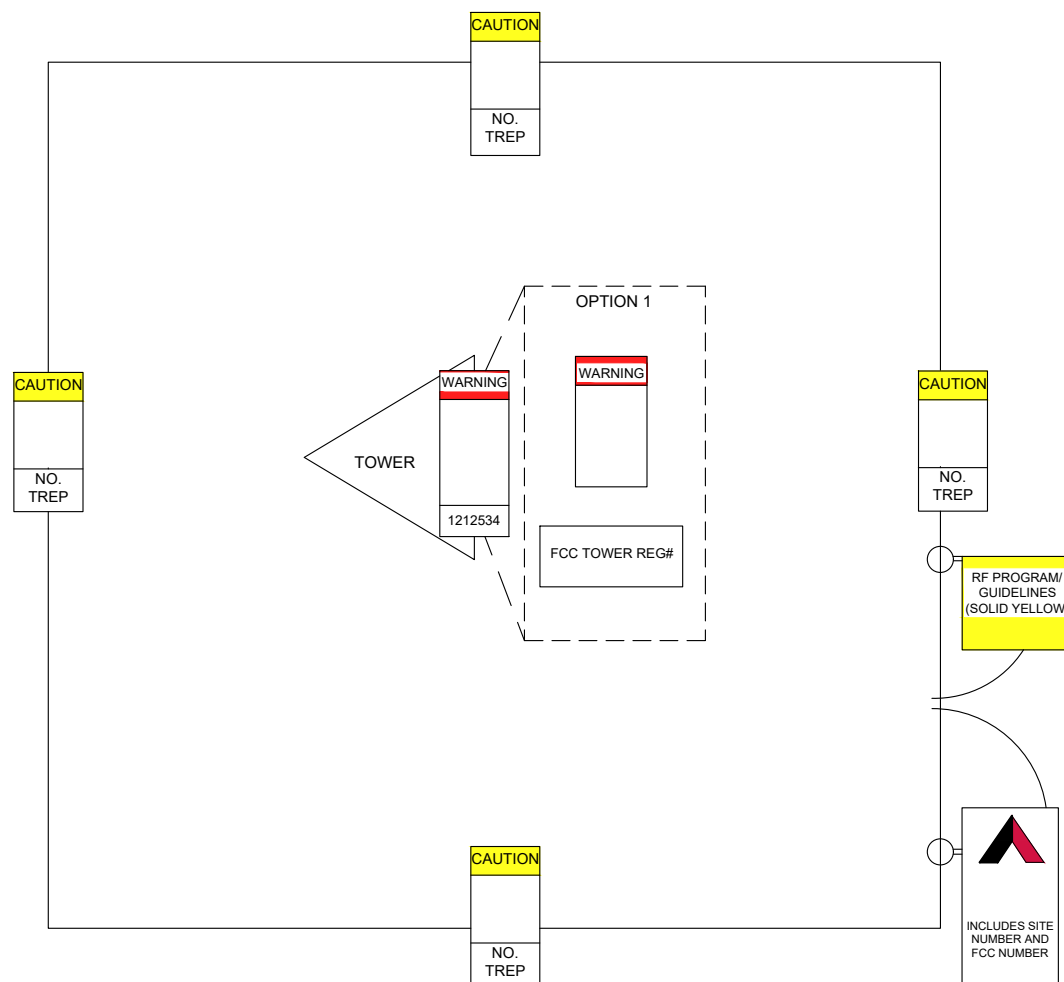 CAUTION
NO.
TREP
OPTION 1
WARNING
WARNING
CAUTION
NO.
TREP
TOWER
1212534
FCC TOWER REG#
CAUTION
NO.
TREP
RF PROGRAM/
GUIDELINES
(SOLID YELLOW
CAUTION
NO.
TREP
INCLUDES SITE
NUMBER AND
FCC NUMBER